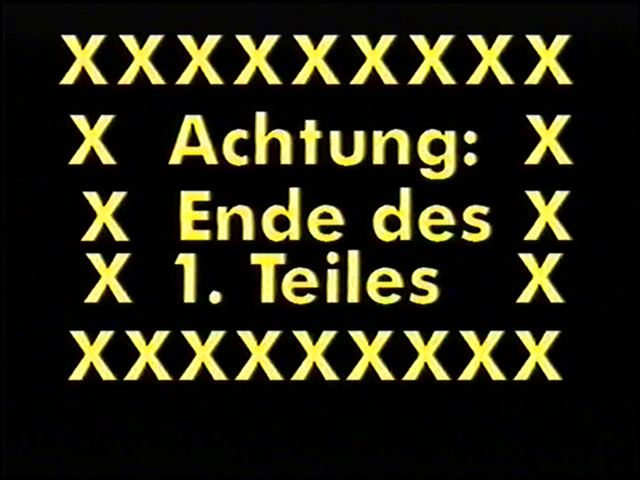 XXXXXXXXX
X Achtung: X
X Ende des X
X 1. Teiles X
XXXXXXXXX